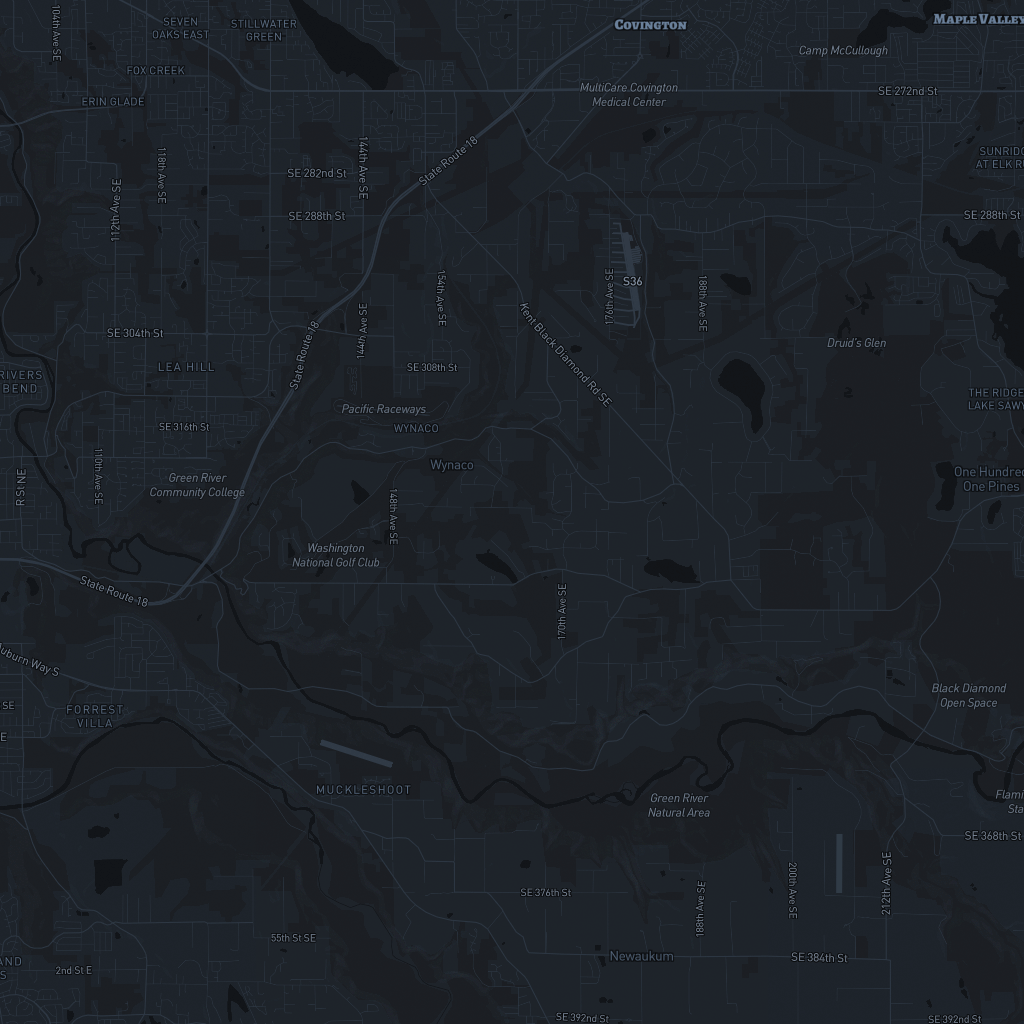 104th Ave SE
SEVEN
OAKS EAST
STILLWATER
GREEN
COVINGTON
MAPLE VALLEY
Camp McCullough
FOX CREEK
ERIN GLADE
MultiCare Covington
Medical Center
SE 272nd St
118th Ave SE
144th Ave SE
State Route 18
SE 282nd St
SUNRIDG
AT ELK R
112th Ave SE
SE 288th St
SE 288th St
154th Ave SE
176th Ave SE
S36
188th Ave SE
SE 304th St
144th Ave SE
State Route 18
Kent Black Diamond Rd SE
Druid's Glen
RIVERS
BEND
LEA HILL
SE 308th St
THE RIDGE
LAKE SAWY
Pacific Raceways
WYNACO
SE 316th St
Wynaco
110th Ave SE
R St NE
Green River
Community College
148th Ave SE
One Hundred
One Pines
Washington
National Golf Club
State Route 18
170th Ave SE
Auburn Way S
SE
FORREST
VILLA
E
Black Diamond
Open Space
MUCKLESHOOT
Green River
Natural Area
Flami
Sta
SE 368th St
SE 376th St
188th Ave SE
200th Ave SE
212th Ave SE
55th St SE
Newaukum
SE 384th St
AND
S
2nd St E
SE 392nd St
SE 392nd St